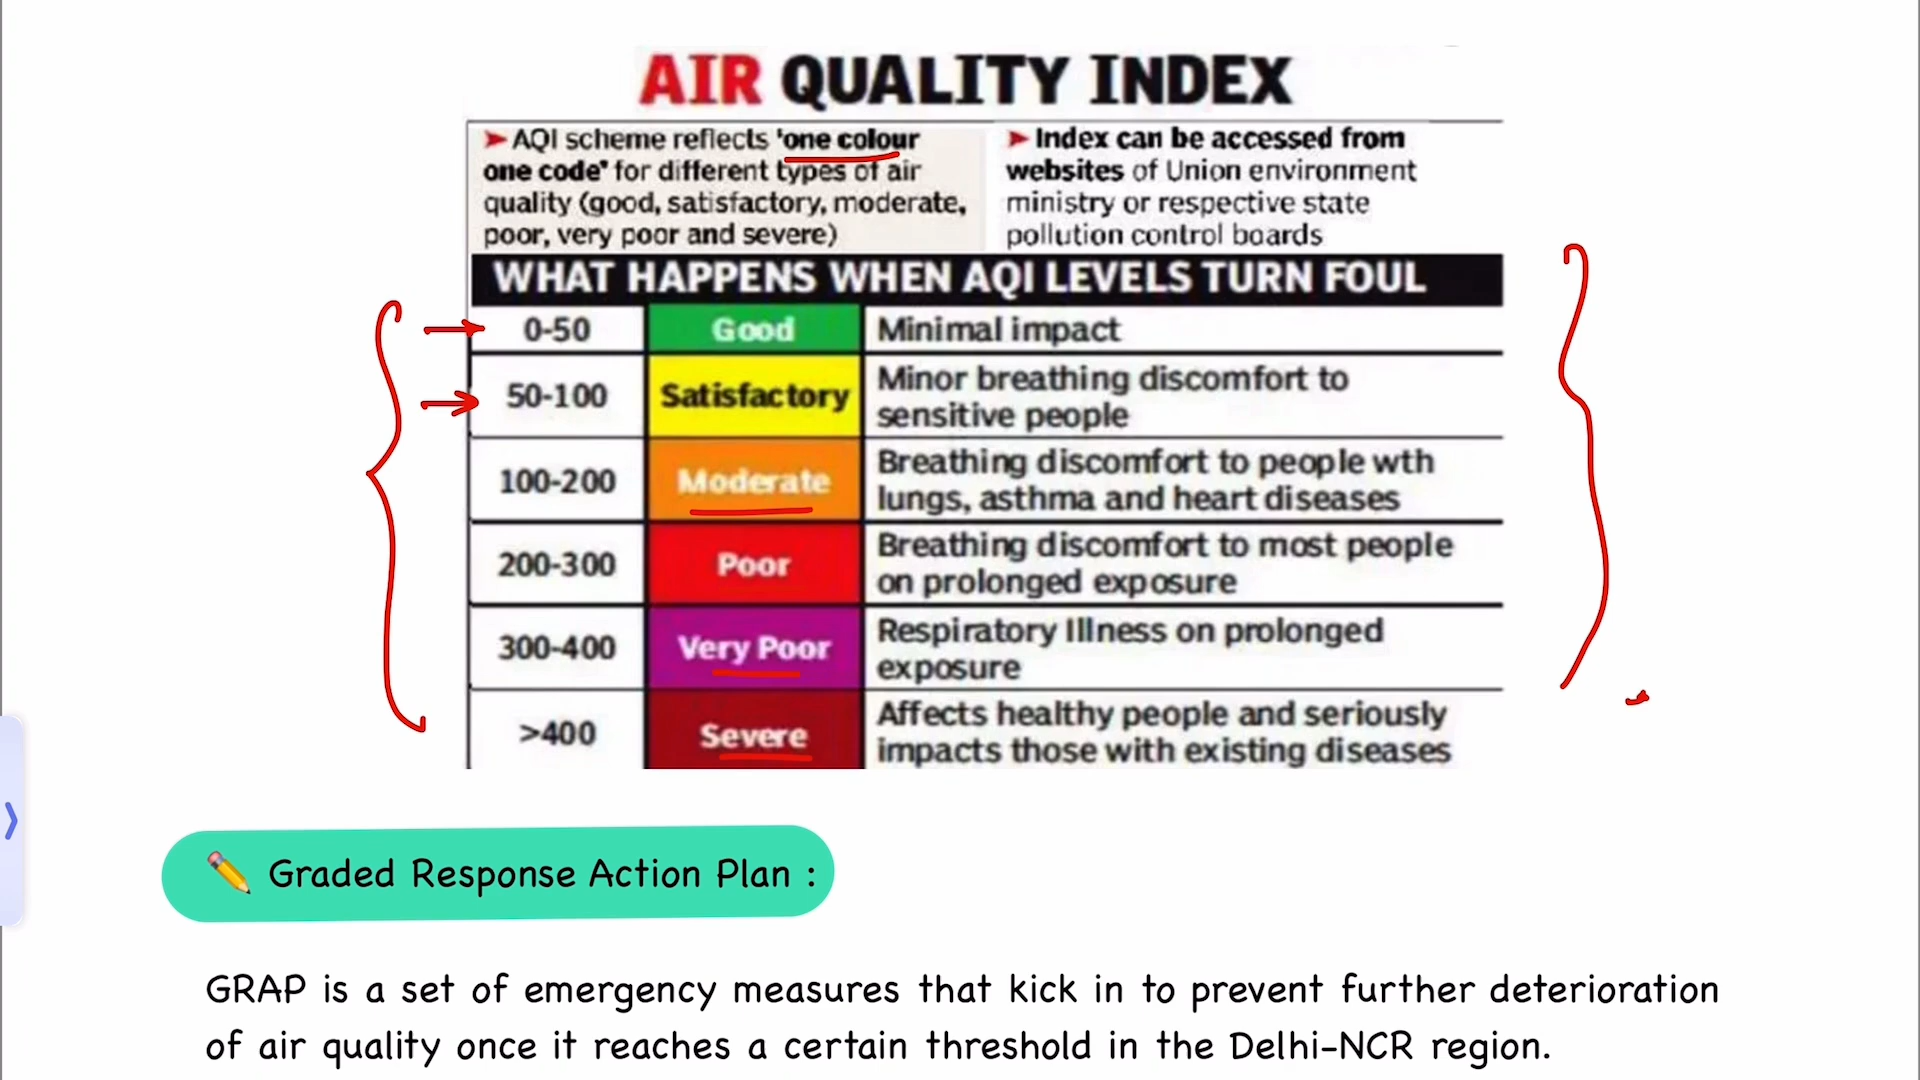 AIR QUALITY INDEX
➤ AQI scheme reflects 'one colour
one code' for different types of air
quality (good, satisfactory, moderate,
poor, very poor and severe)
➤ Index can be accessed from
websites of Union environment
ministry or respective state
pollution control boards
WHAT HAPPENS WHEN AQI LEVELS TURN FOUL
0-50 Good Minimal impact
50-100 Satisfactory Minor breathing discomfort to
sensitive people
100-200 Moderate Breathing discomfort to people wth
lungs, asthma and heart diseases
200-300 Poor Breathing discomfort to most people
on prolonged exposure
300-400 Very Poor Respiratory Illness on prolonged
exposure
>400 Severe Affects healthy people and seriously
impacts those with existing diseases
Graded Response Action Plan :
GRAP is a set of emergency measures that kick in to prevent further deterioration
of air quality once it reaches a certain threshold in the Delhi-NCR region.